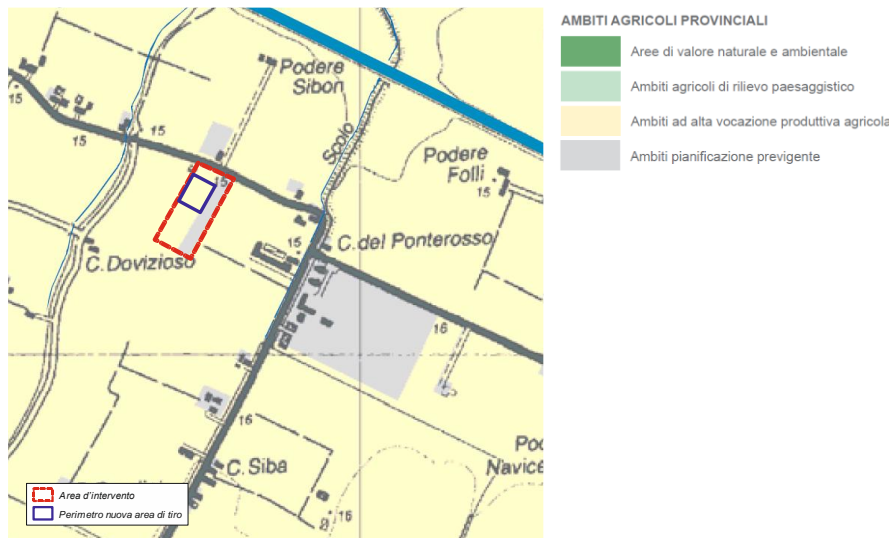 AMBITI AGRICOLI PROVINCIALI
Aree di valore naturale e ambientale
Ambiti agricoli di rilievo paesaggistico
Ambiti ad alta vocazione produttiva agricola
Ambiti pianificazione previgente
Podere
Sibon
15
15
15
Scolo
Podere
Folli
15
15
15
C. del Ponterosso
C. Dovizioso
16
16
C. Siba
Navice
16
Area d'intervento
Perimetro nuova area di tiro